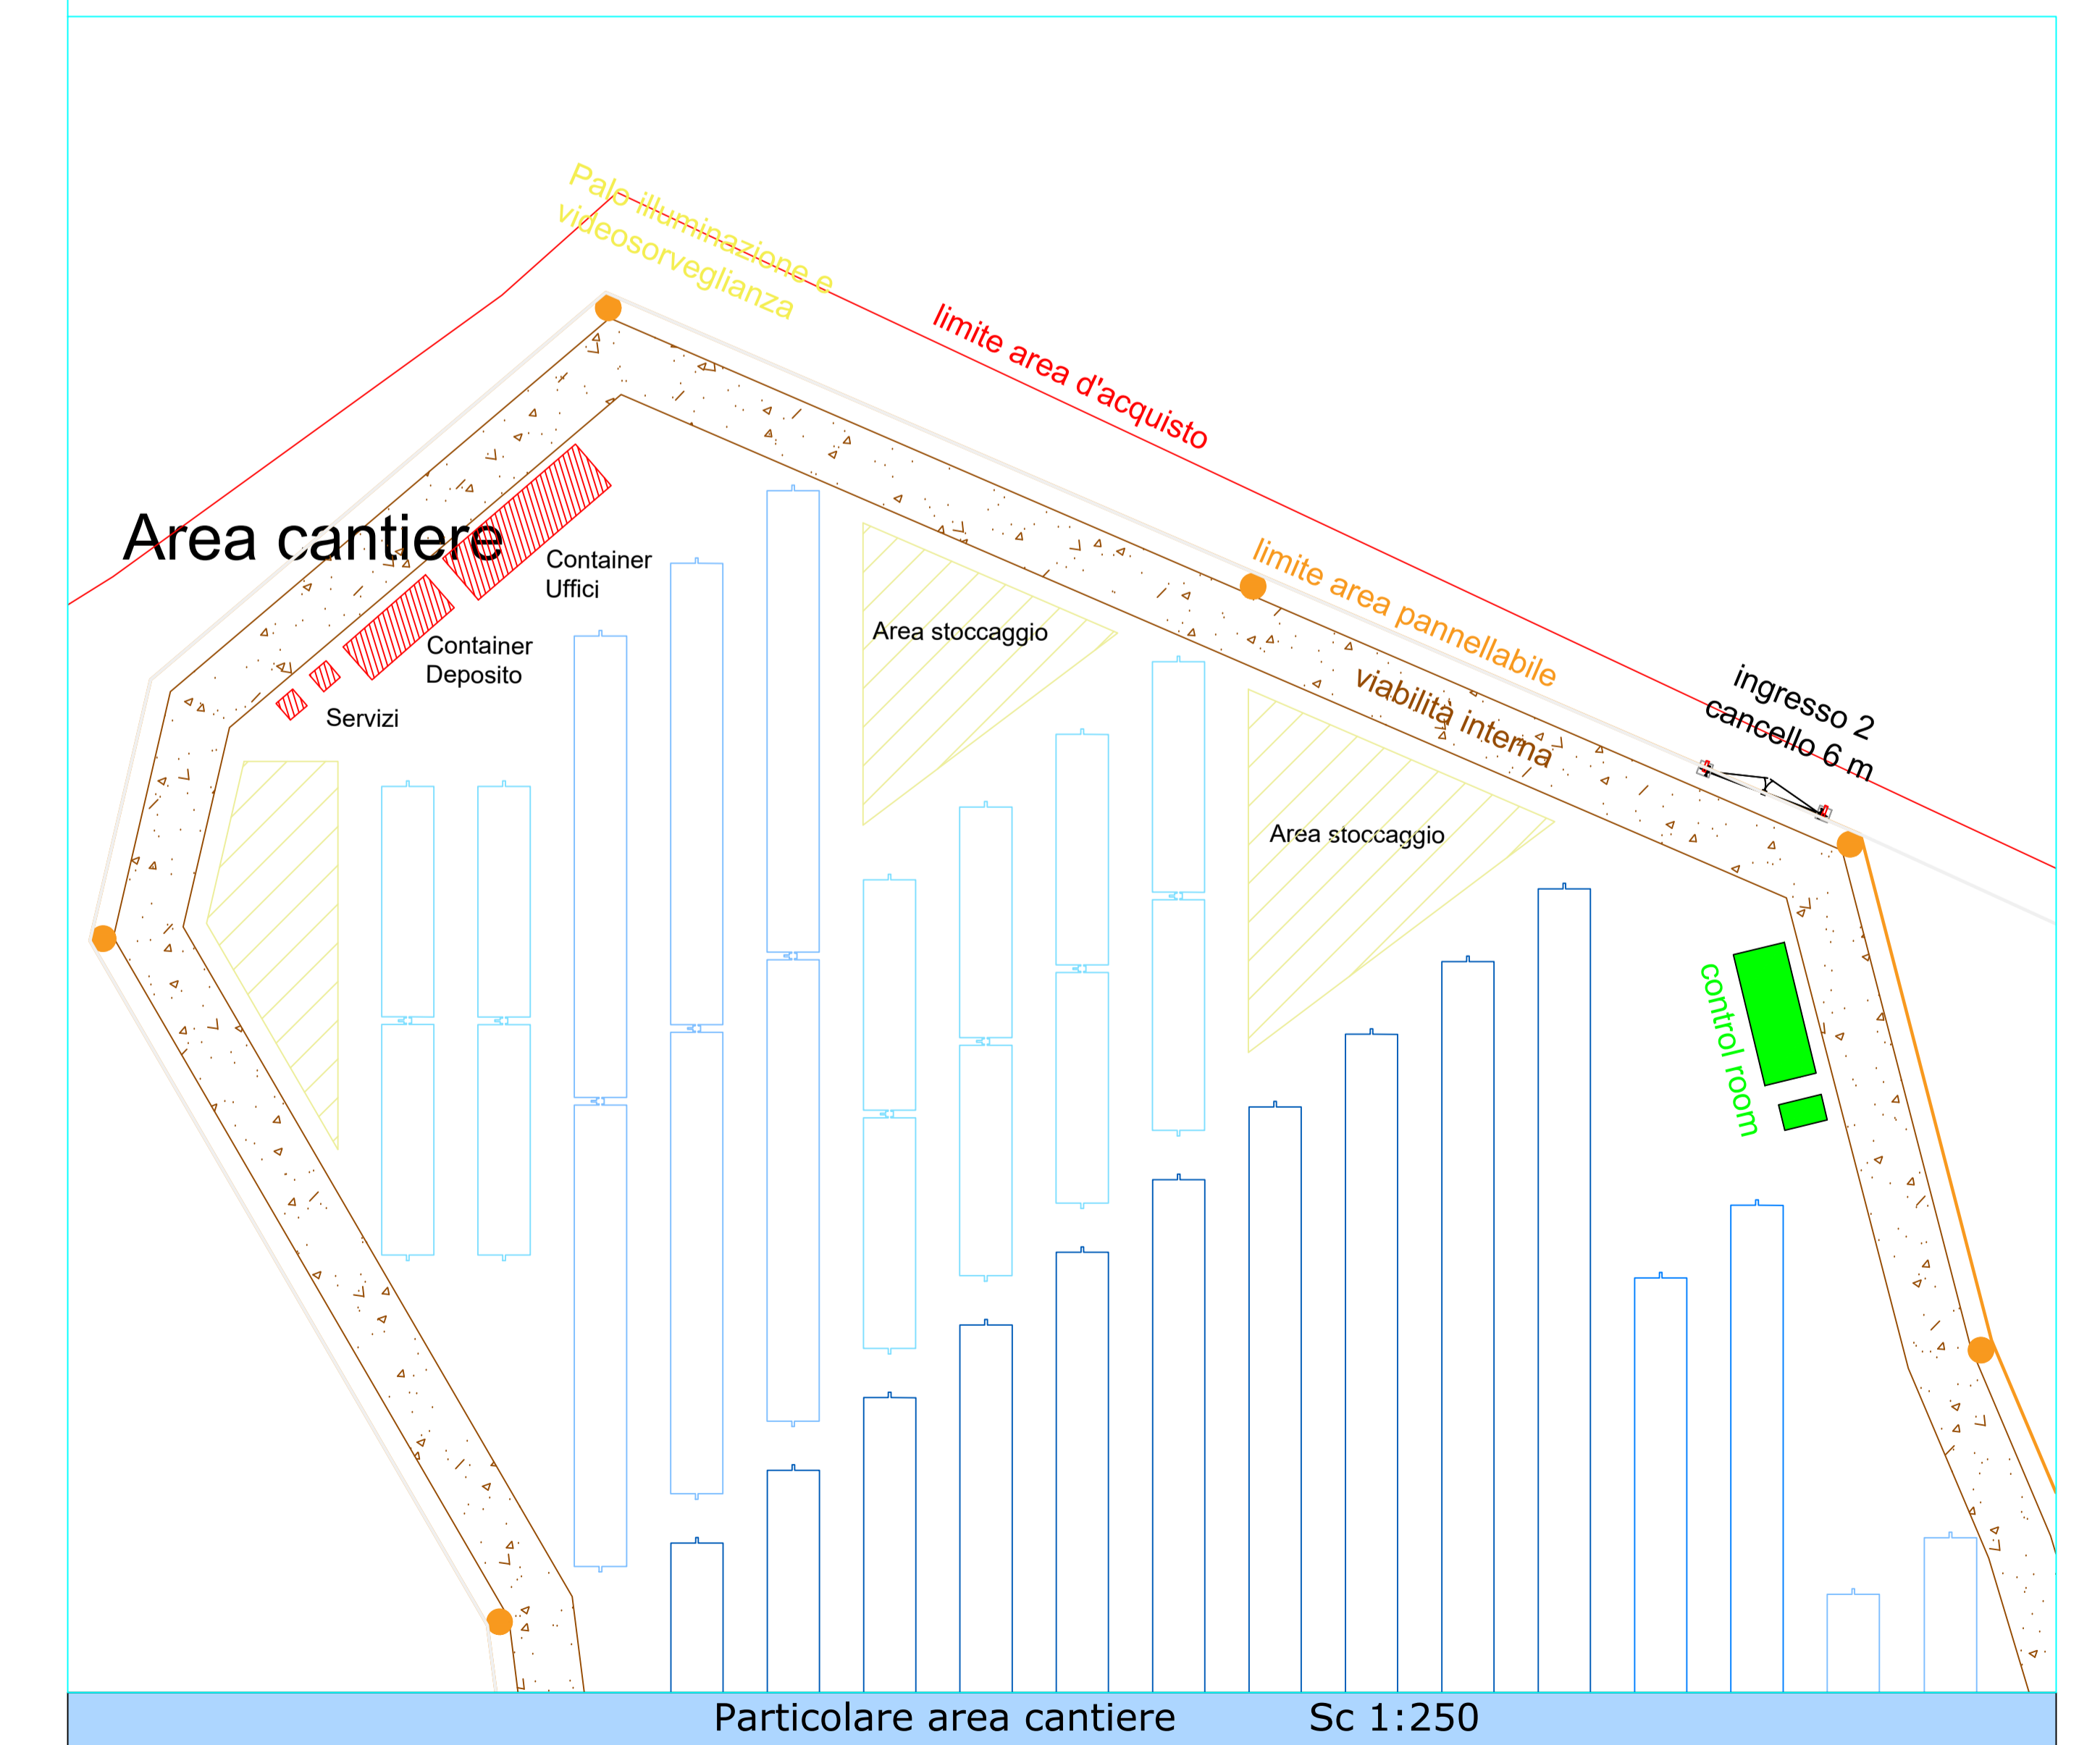 Palo illuminazione e
videosorveglianza
limite area d'acquisto
Area cantiere
limite area pannellabile
Container
Uffici
Area stoccaggio
Container
Deposito
viabilità interna
ingresso 2
cancello 6 m
Servizi
Area stoccaggio
control room
Particolare area cantiere Sc 1:250